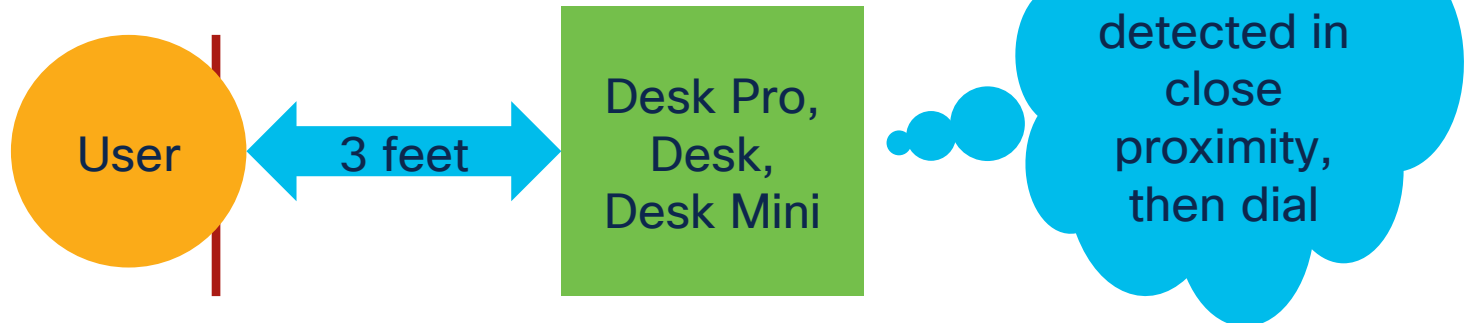 User
3 feet
Desk Pro,
Desk,
Desk Mini
detected in
close
proximity,
then dial